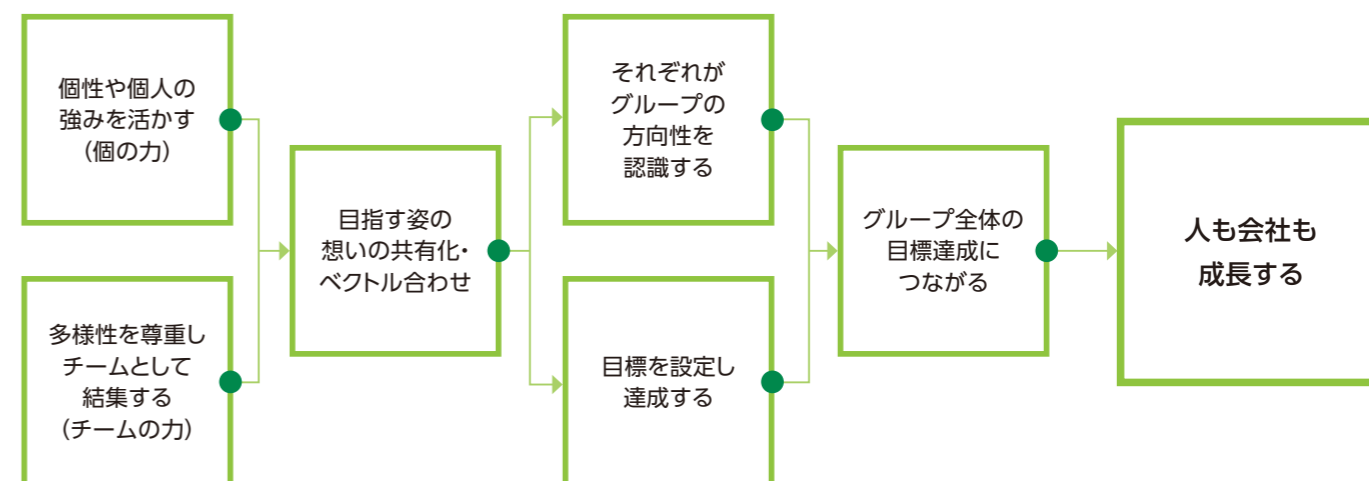 個性や個人の
強みを活かす
（個の力）
多様性を尊重し
チームとして
結集する
（チームの力）
目指す姿の
想いの共有化・
ベクトル合わせ
それぞれが
グループの
方向性を
認識する
目標を設定し
達成する
グループ全体の
目標達成に
つながる
人も会社も
成長する